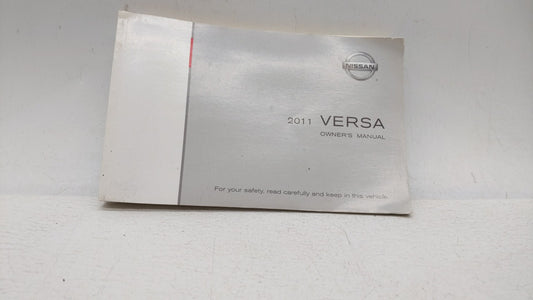 NISSAN
2011 VERSA
OWNER'S MANUAL
For your safety, read carefully and keep in this vehicle.